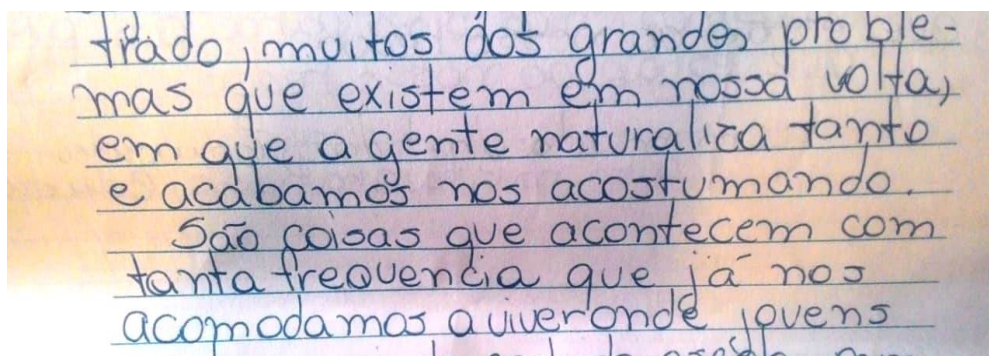 trado, muitos dos grandes proble-
mas que existem em nossa volta,
em que a gente naturaliza tanto
e acabamos nos acostumando.
São coisas que acontecem com
tanta frequencia que já nos
acomodamos a viver onde jovens